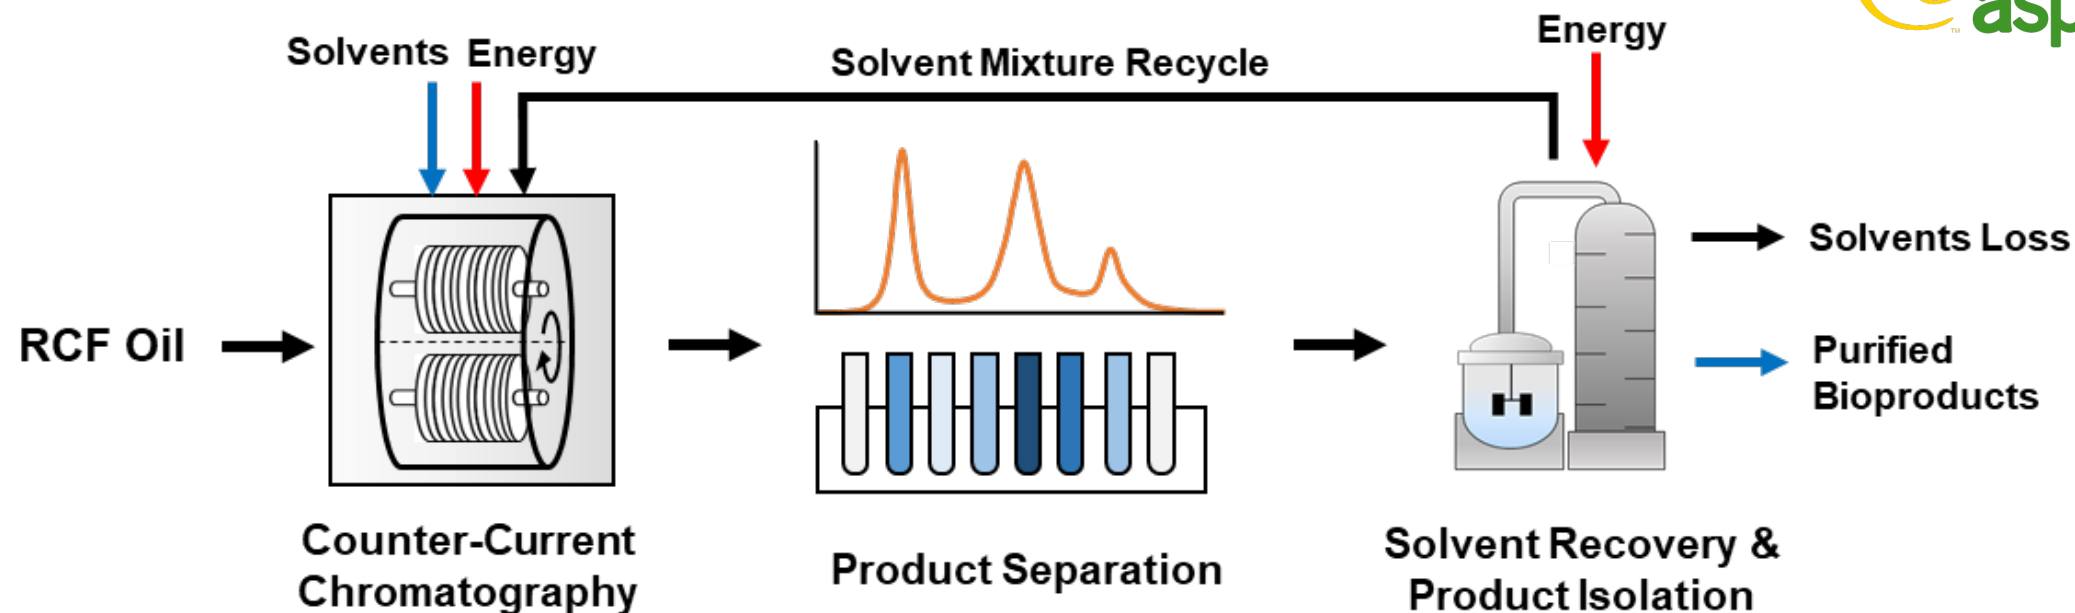 Solvents Energy
Solvent Mixture Recycle
Energy
RCF Oil
Solvents Loss
Purified
Bioproducts
Counter-Current
Chromatography
Product Separation
Solvent Recovery &
Product Isolation